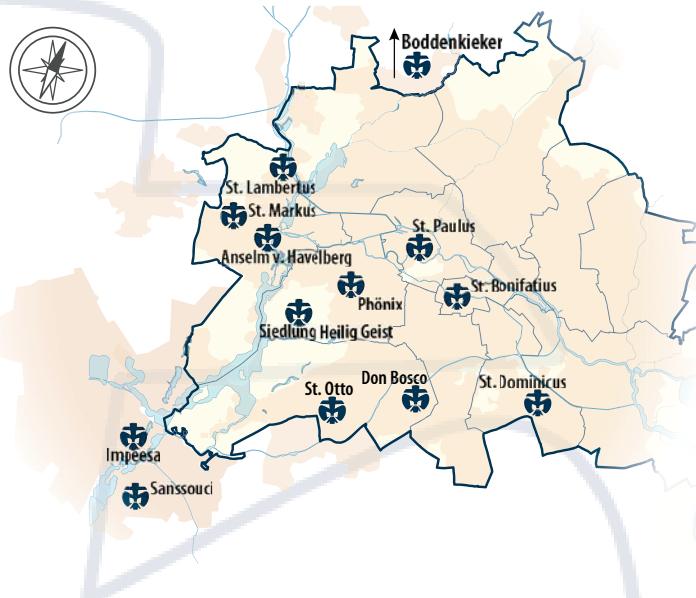 Boddenkieker
St. Lambertus
St. Markus
St. Paulus
Anselm v. Havelberg
St. Bonifatius
Phönix
Siedlung Heilig Geist
Don Bosco
St. Otto
St. Dominicus
Impeesa
Sanssouci